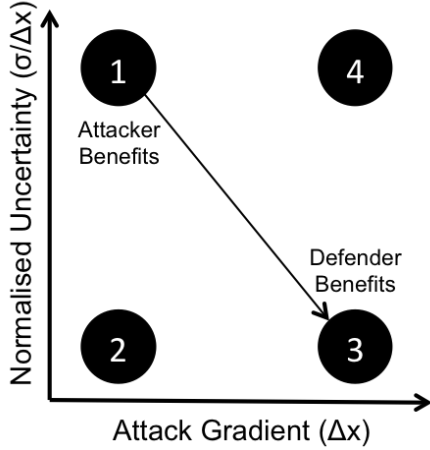 Normalised Uncertainty (σ/Δx)
1
4
Attacker
Benefits
Defender
Benefits
2
3
Attack Gradient (Δx)